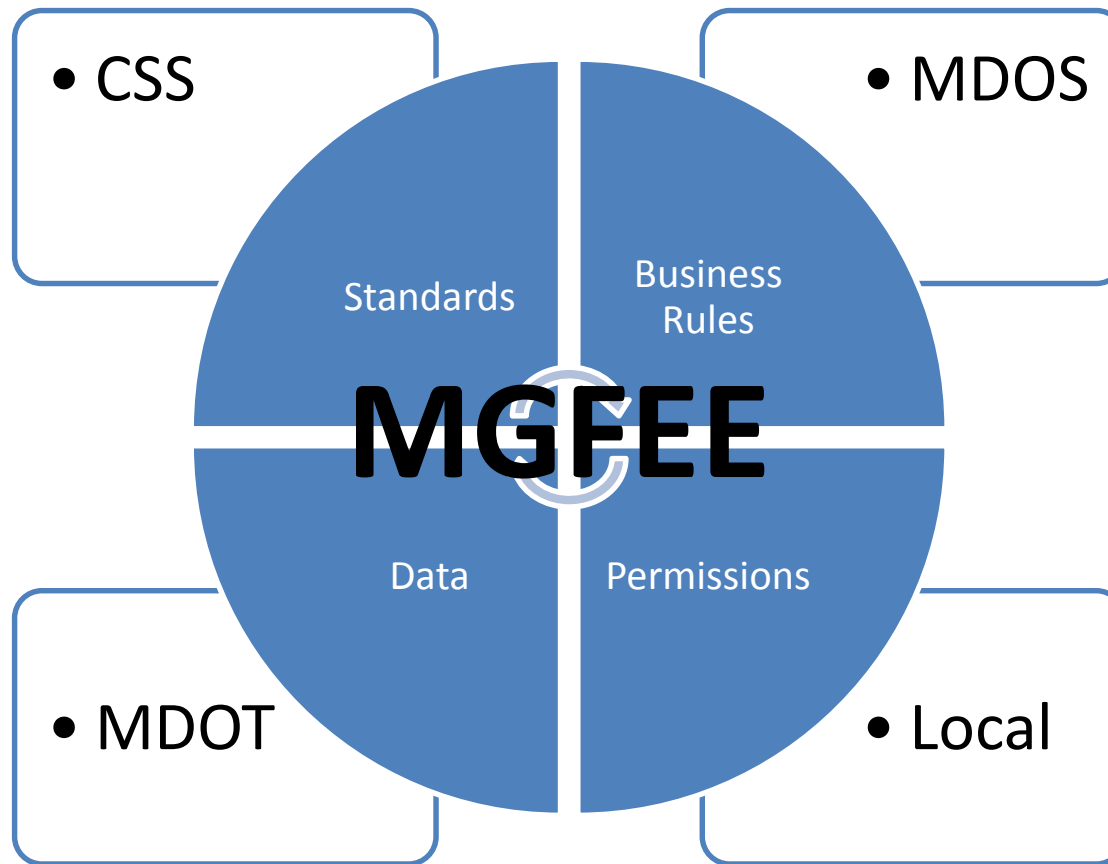 • CSS
• MDOS
Standards
Business
Rules
MGFEE
Data
Permissions
• MDOT
• Local